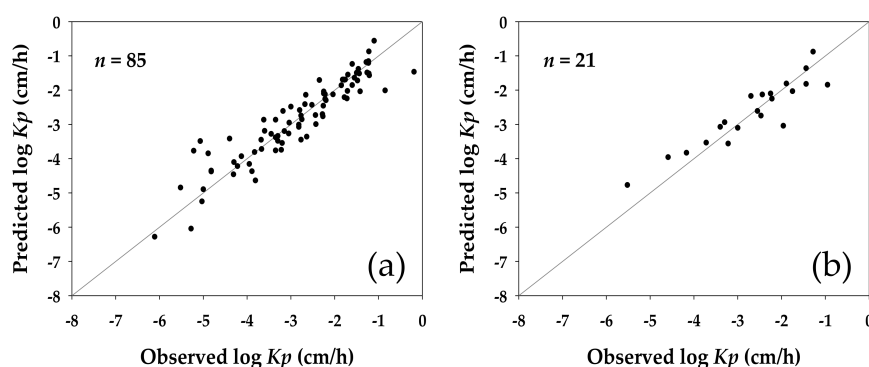 n = 85
(a)
0
-1
-2
-3
-4
-5
-6
-7
-8
Predicted log Kp (cm/h)
-8 -7 -6 -5 -4 -3 -2 -1 0
Observed log Kp (cm/h)
n = 21
(b)
0
-1
-2
-3
-4
-5
-6
-7
-8
Predicted log Kp (cm/h)
-8 -7 -6 -5 -4 -3 -2 -1 0
Observed log Kp (cm/h)